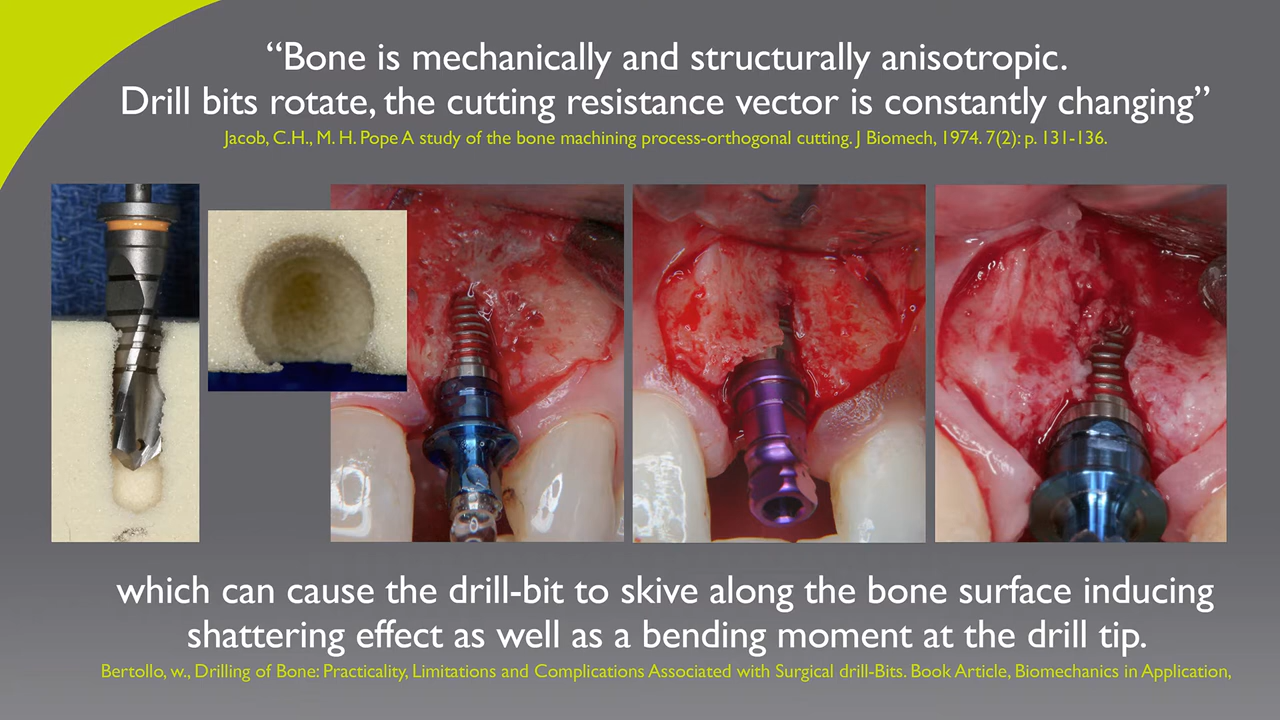 “Bone is mechanically and structurally anisotropic.
Drill bits rotate, the cutting resistance vector is constantly changing”
Jacob, C.H., M. H. Pope A study of the bone machining process-orthogonal cutting. J Biomech, 1974. 7(2): p. 131-136.
which can cause the drill-bit to skive along the bone surface inducing
shattering effect as well as a bending moment at the drill tip.
Bertollo, w., Drilling of Bone: Practicality, Limitations and Complications Associated with Surgical drill-Bits. Book Article, Biomechanics in Application,